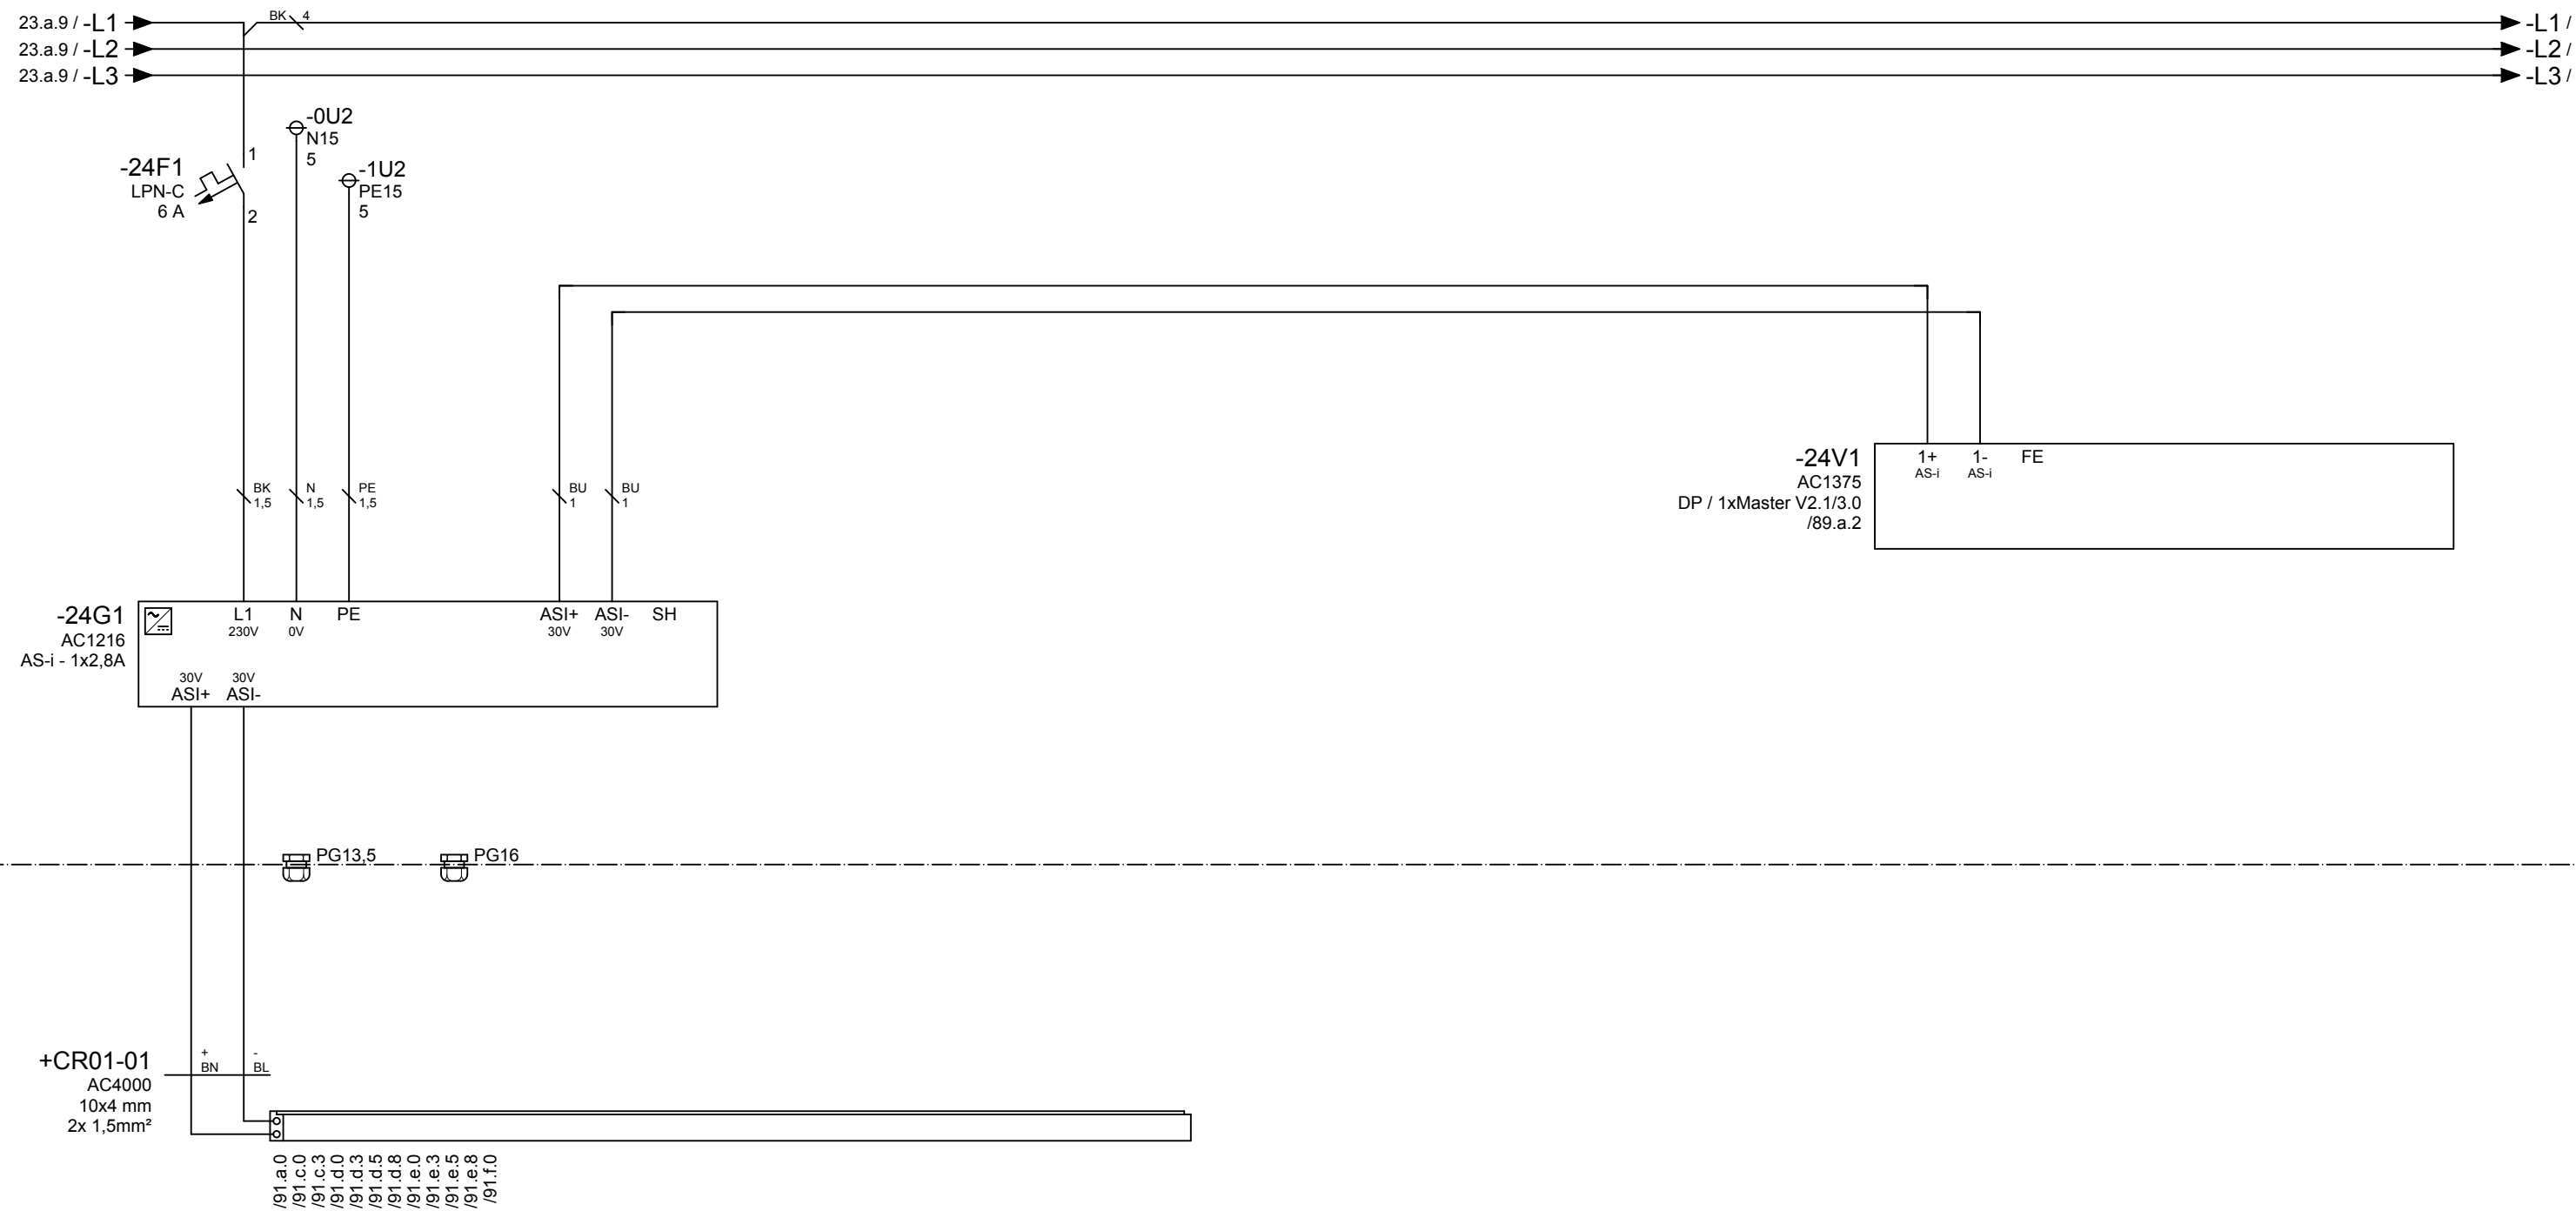 23.a.9 / -L1
BK 4
-L1 /
23.a.9 / -L2
-L2 /
23.a.9 / -L3
-L3 /
-0U2
N15
5
-24F1
LPN-C
6 A
1
2
-1U2
PE15
5
BK
1,5
N
1,5
PE
1,5
BU
1
BU
1
-24V1
AC1375
DP / 1xMaster V2.1/3.0
/89.a.2
1+ 1- FE
AS-i AS-i
-24G1
AC1216
AS-i - 1x2,8A
L1 N PE ASI+ ASI- SH
230V 0V 30V 30V
30V 30V
ASI+ ASI-
PG13,5
PG16
+CR01-01
AC4000
10x4 mm
2x 1,5mm²
+ -
BN BL
/91.a.0
/91.c.0
/91.c.3
/91.d.0
/91.d.3
/91.d.5
/91.d.8
/91.e.0
/91.e.3
/91.e.5
/91.e.8
/91.f.0